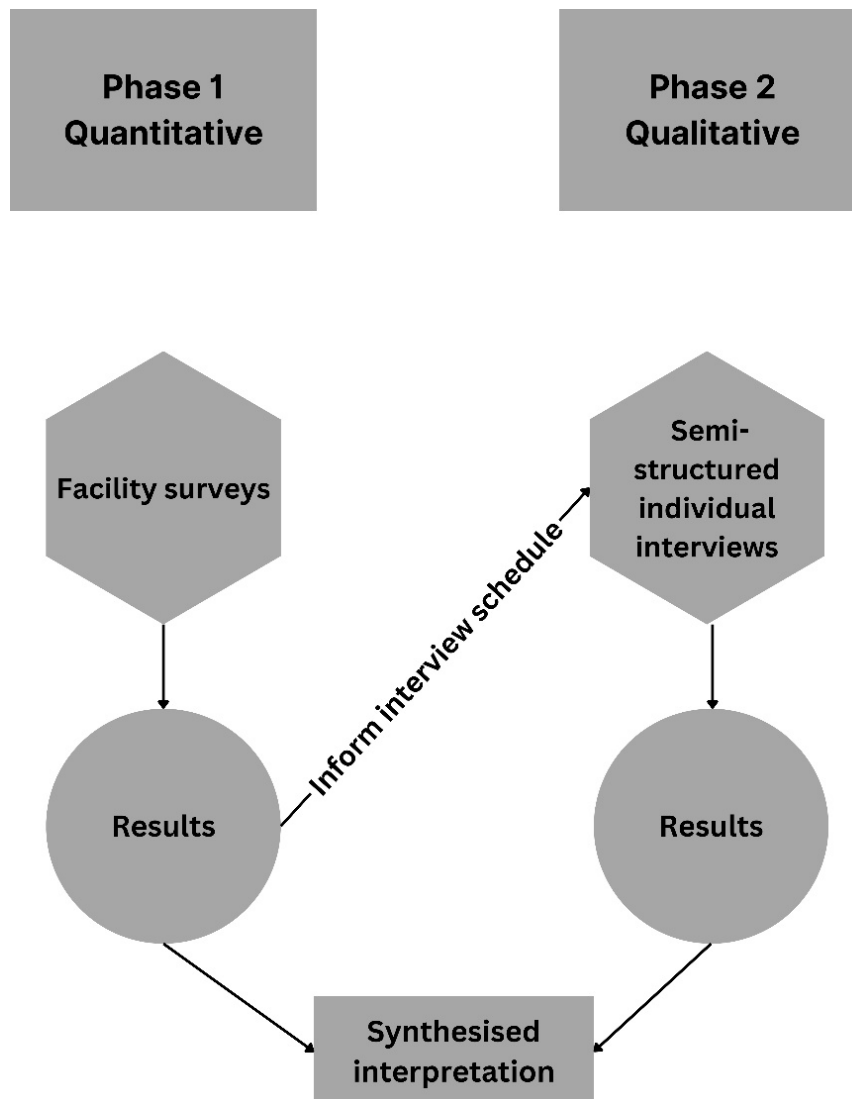 Phase 1
Quantitative
Phase 2
Qualitative
Facility surveys
Semi-
structured
individual
interviews
Inform interview schedule
Results
Results
Synthesised
interpretation